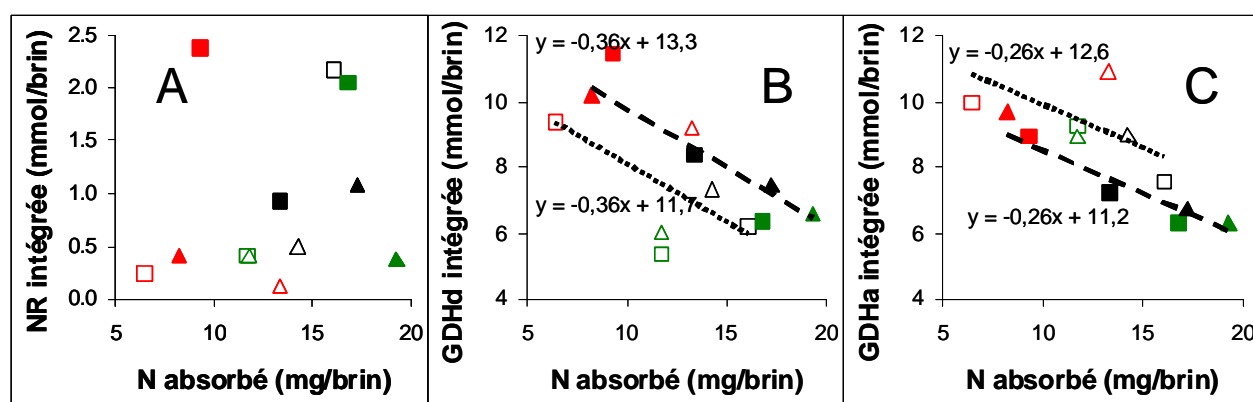 NR intégrée (mmol/brin)
2.5
2.0
1.5
1.0
0.5
0.0
A
5
10
15
20
N absorbé (mg/brin)
GDHd intégrée (mmol/brin)
12
10
8
6
4
y = -0,36x + 13,3
B
y = -0,36x + 11,7
5
10
15
20
N absorbé (mg/brin)
GDHa intégrée (mmol/brin)
12
10
8
6
4
y = -0,26x + 12,6
C
y = -0,26x + 11,2
5
10
15
20
N absorbé (mg/brin)